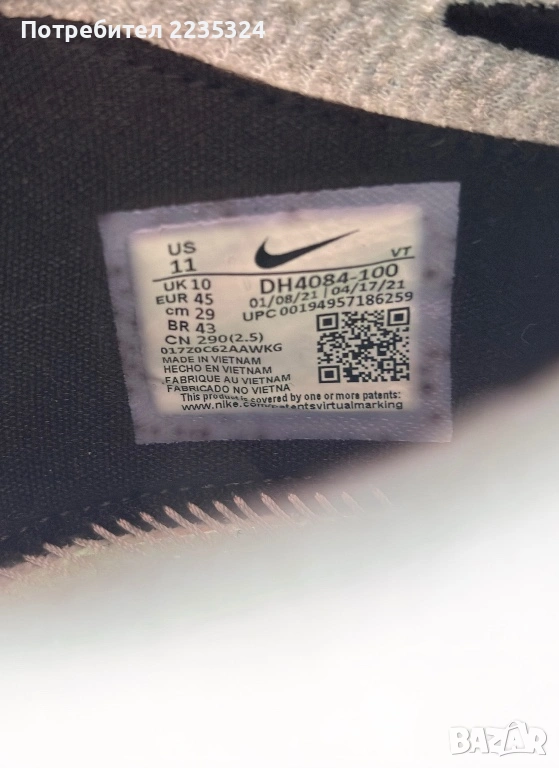 Потребител 2235324
US
11
UK 10
EUR 45
cm 29
BR 43
CN 290(2.5)
01720C62AAWKG
MADE IN VIETNAM
HECHO EN VIETNAM
FABRIQUE AU VIETNAM
FABRICADO NO VIETNA
VT
DH4084-100
01/08/21 | 04/17/21
UPC 00194957186259
This product is covered by one or more patents:
www.nike.com/patentsvirtualmarking
BAZAR